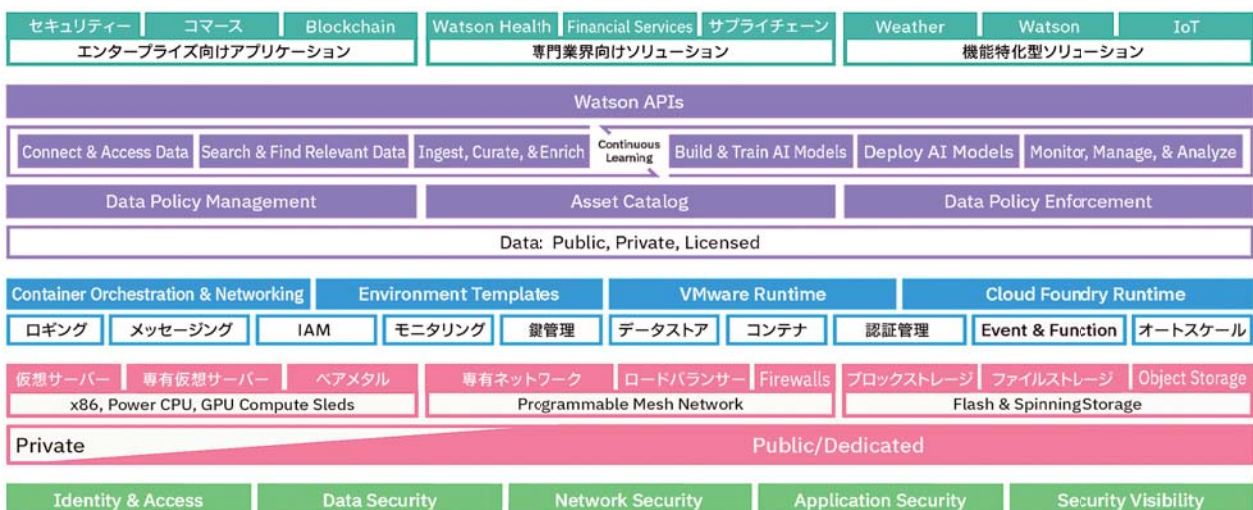 セキュリティー コマース Blockchain Watson Health Financial Services サプライチェーン Weather Watson IoT
エンタープライズ向けアプリケーション 専門業界向けソリューション 機能特化型ソリューション
Watson APIs
Connect & Access Data Search & Find Relevant Data Ingest, Curate, & Enrich Continuous Learning Build & Train AI Models Deploy AI Models Monitor, Manage, & Analyze
Data Policy Management Asset Catalog Data Policy Enforcement
Data: Public, Private, Licensed
Container Orchestration & Networking Environment Templates VMware Runtime Cloud Foundry Runtime
ロギング メッセージング IAM モニタリング 鍵管理 データストア コンテナ 認証管理 Event & Function オートスケール
仮想サーバー 専有仮想サーバー ベアメタル 専有ネットワーク ロードバランサー Firewalls ブロックストレージ ファイルストレージ Object Storage
x86, Power CPU, GPU Compute Sleds Programmable Mesh Network Flash & SpinningStorage
Private Public/Dedicated
Identity & Access Data Security Network Security Application Security Security Visibility